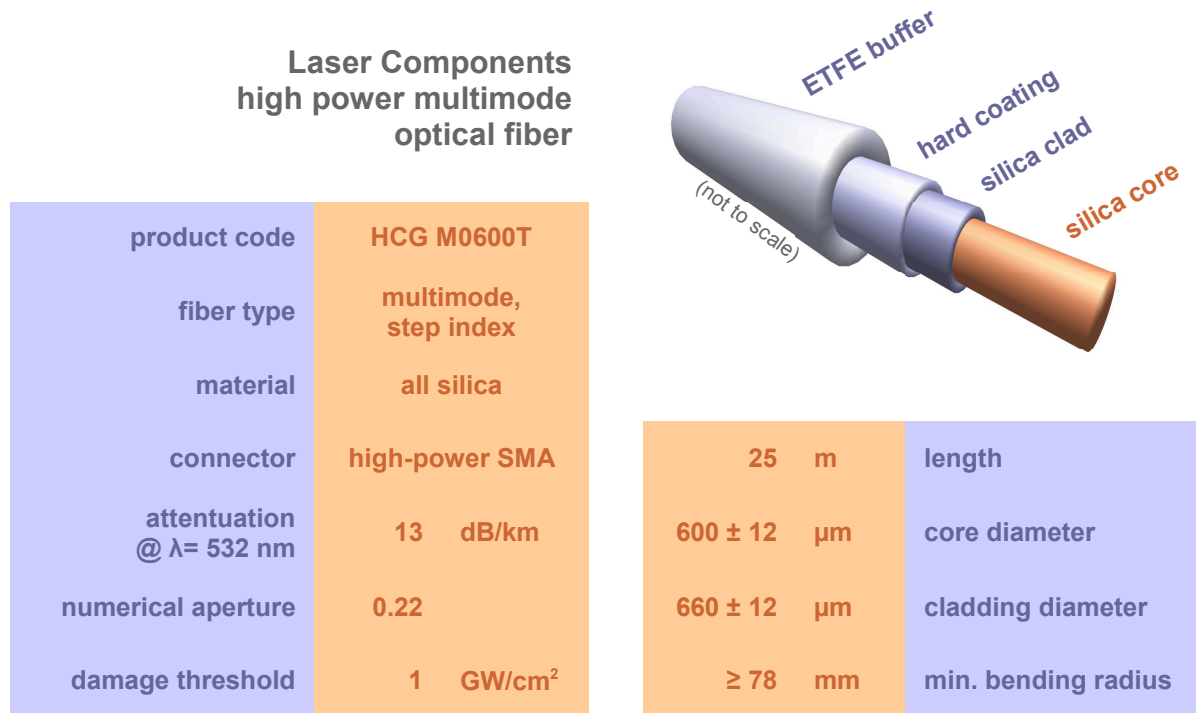 Laser Components
high power multimode
optical fiber
ETFE buffer
hard coating
silica clad
silica core
(not to scale)
product code HCG M0600T
fiber type multimode,
step index
material all silica
connector high-power SMA
attentuation
@ λ= 532 nm 13 dB/km
numerical aperture 0.22
damage threshold 1 GW/cm²
25 m length
600 ± 12 µm core diameter
660 ± 12 µm cladding diameter
≥ 78 mm min. bending radius